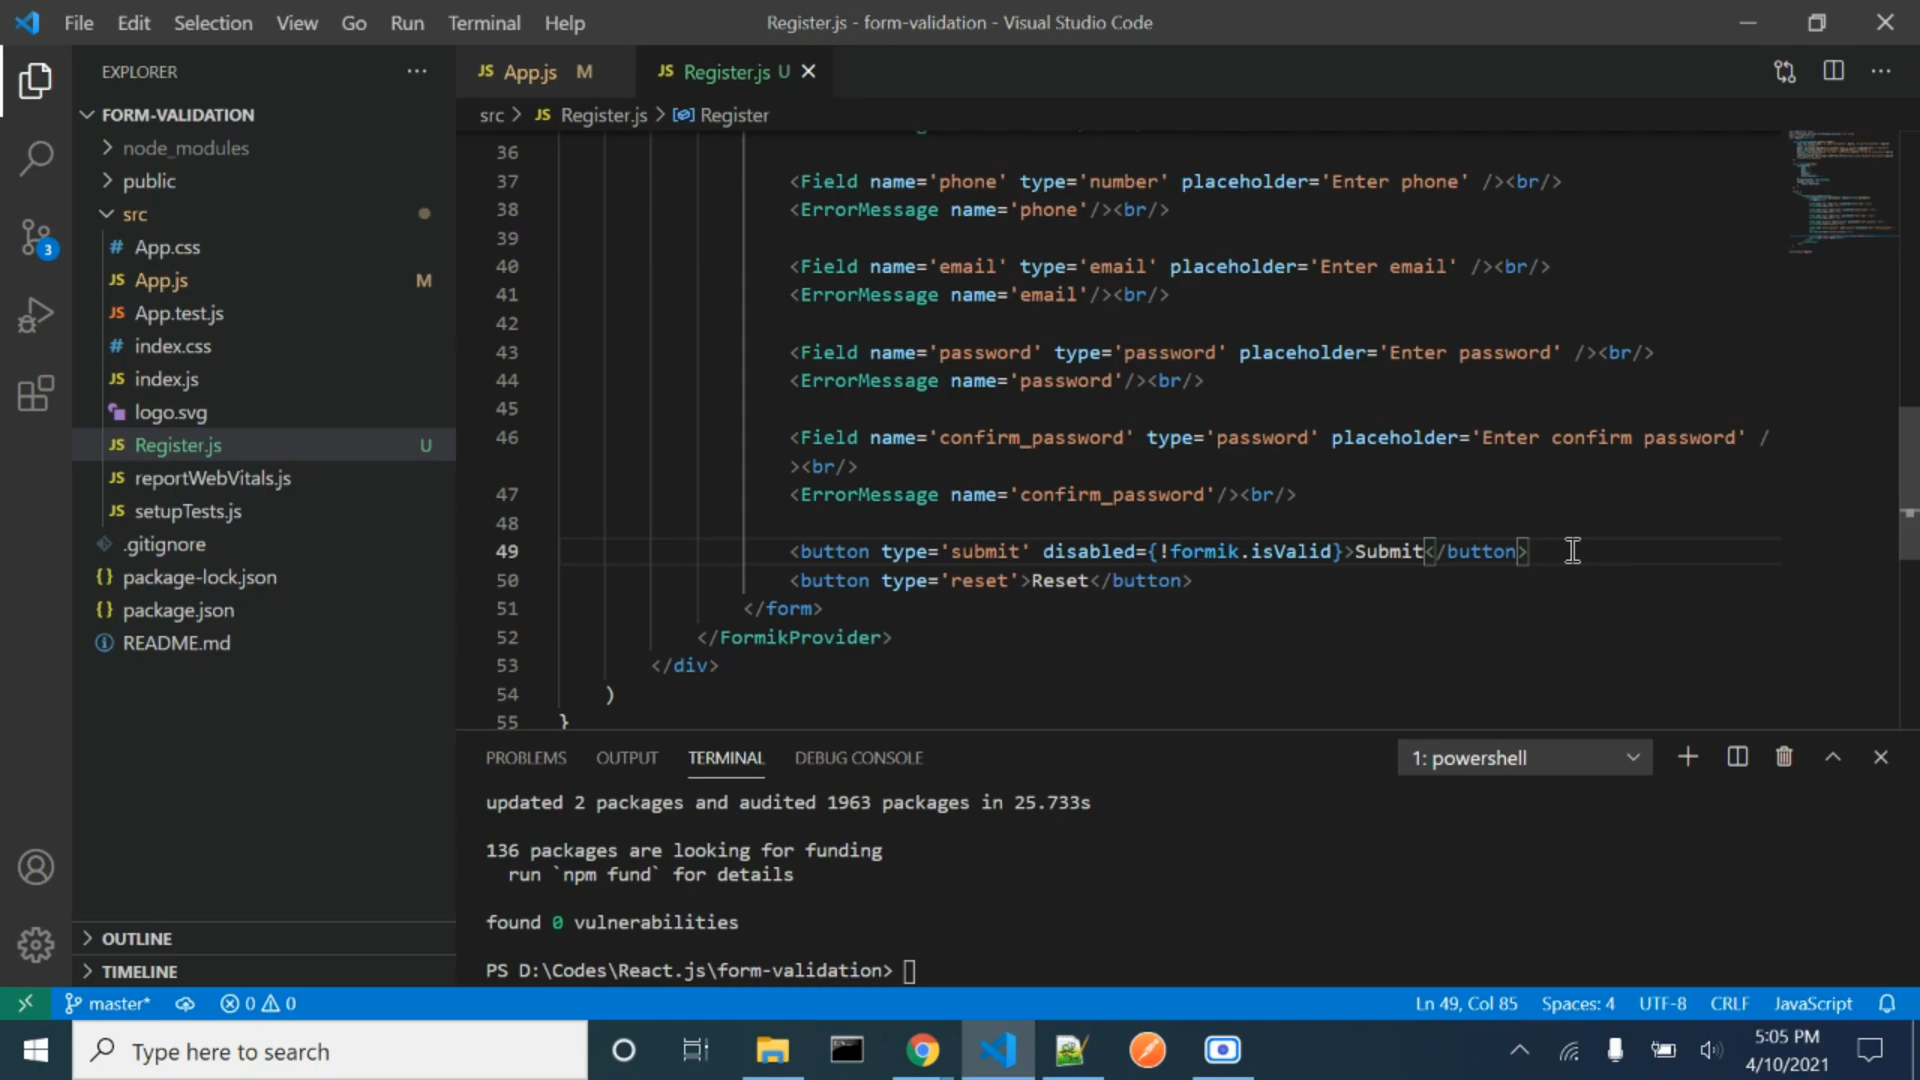 File Edit Selection View Go Run Terminal Help
Register.js - form-validation - Visual Studio Code
EXPLORER
FORM-VALIDATION
node_modules
public
src
# App.css
JS App.js M
JS App.test.js
# index.css
JS index.js
logo.svg
JS Register.js U
JS reportWebVitals.js
JS setupTests.js
.gitignore
{} package-lock.json
{} package.json
README.md
OUTLINE
TIMELINE
3
JS App.js M
JS Register.js U
src > JS Register.js > Register
36
37 <Field name='phone' type='number' placeholder='Enter phone' /><br/>
38 <ErrorMessage name='phone'/><br/>
39
40 <Field name='email' type='email' placeholder='Enter email' /><br/>
41 <ErrorMessage name='email'/><br/>
42
43 <Field name='password' type='password' placeholder='Enter password' /><br/>
44 <ErrorMessage name='password'/><br/>
45
46 <Field name='confirm_password' type='password' placeholder='Enter confirm password' /
><br/>
47 <ErrorMessage name='confirm_password'/><br/>
48
49 <button type='submit' disabled={!formik.isValid}>Submit</button>
50 <button type='reset'>Reset</button>
51 </form>
52 </FormikProvider>
53 </div>
54 )
55 }
PROBLEMS OUTPUT TERMINAL DEBUG CONSOLE
1: powershell
updated 2 packages and audited 1963 packages in 25.733s
136 packages are looking for funding
run `npm fund` for details
found 0 vulnerabilities
PS D:\Codes\React.js\form-validation>
master* 0 0
Ln 49, Col 85 Spaces: 4 UTF-8 CRLF JavaScript
Type here to search
5:05 PM
4/10/2021